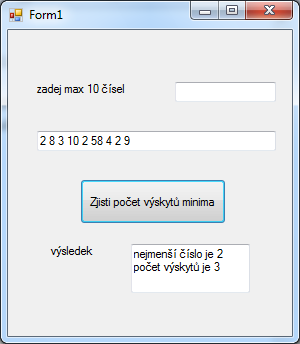 Form1
zadej max 10 čísel
2 8 3 10 2 58 4 2 9
Zjisti počet výskytů minima
výsledek
nejmenší číslo je 2
počet výskytů je 3